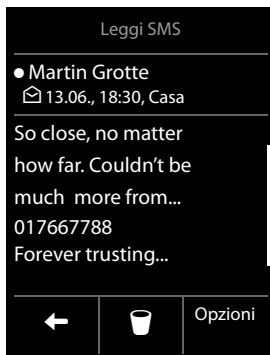 Leggi SMS
Martin Grotte
13.06., 18:30, Casa
So close, no matter
how far. Couldn't be
much more from...
017667788
Forever trusting...
Opzioni